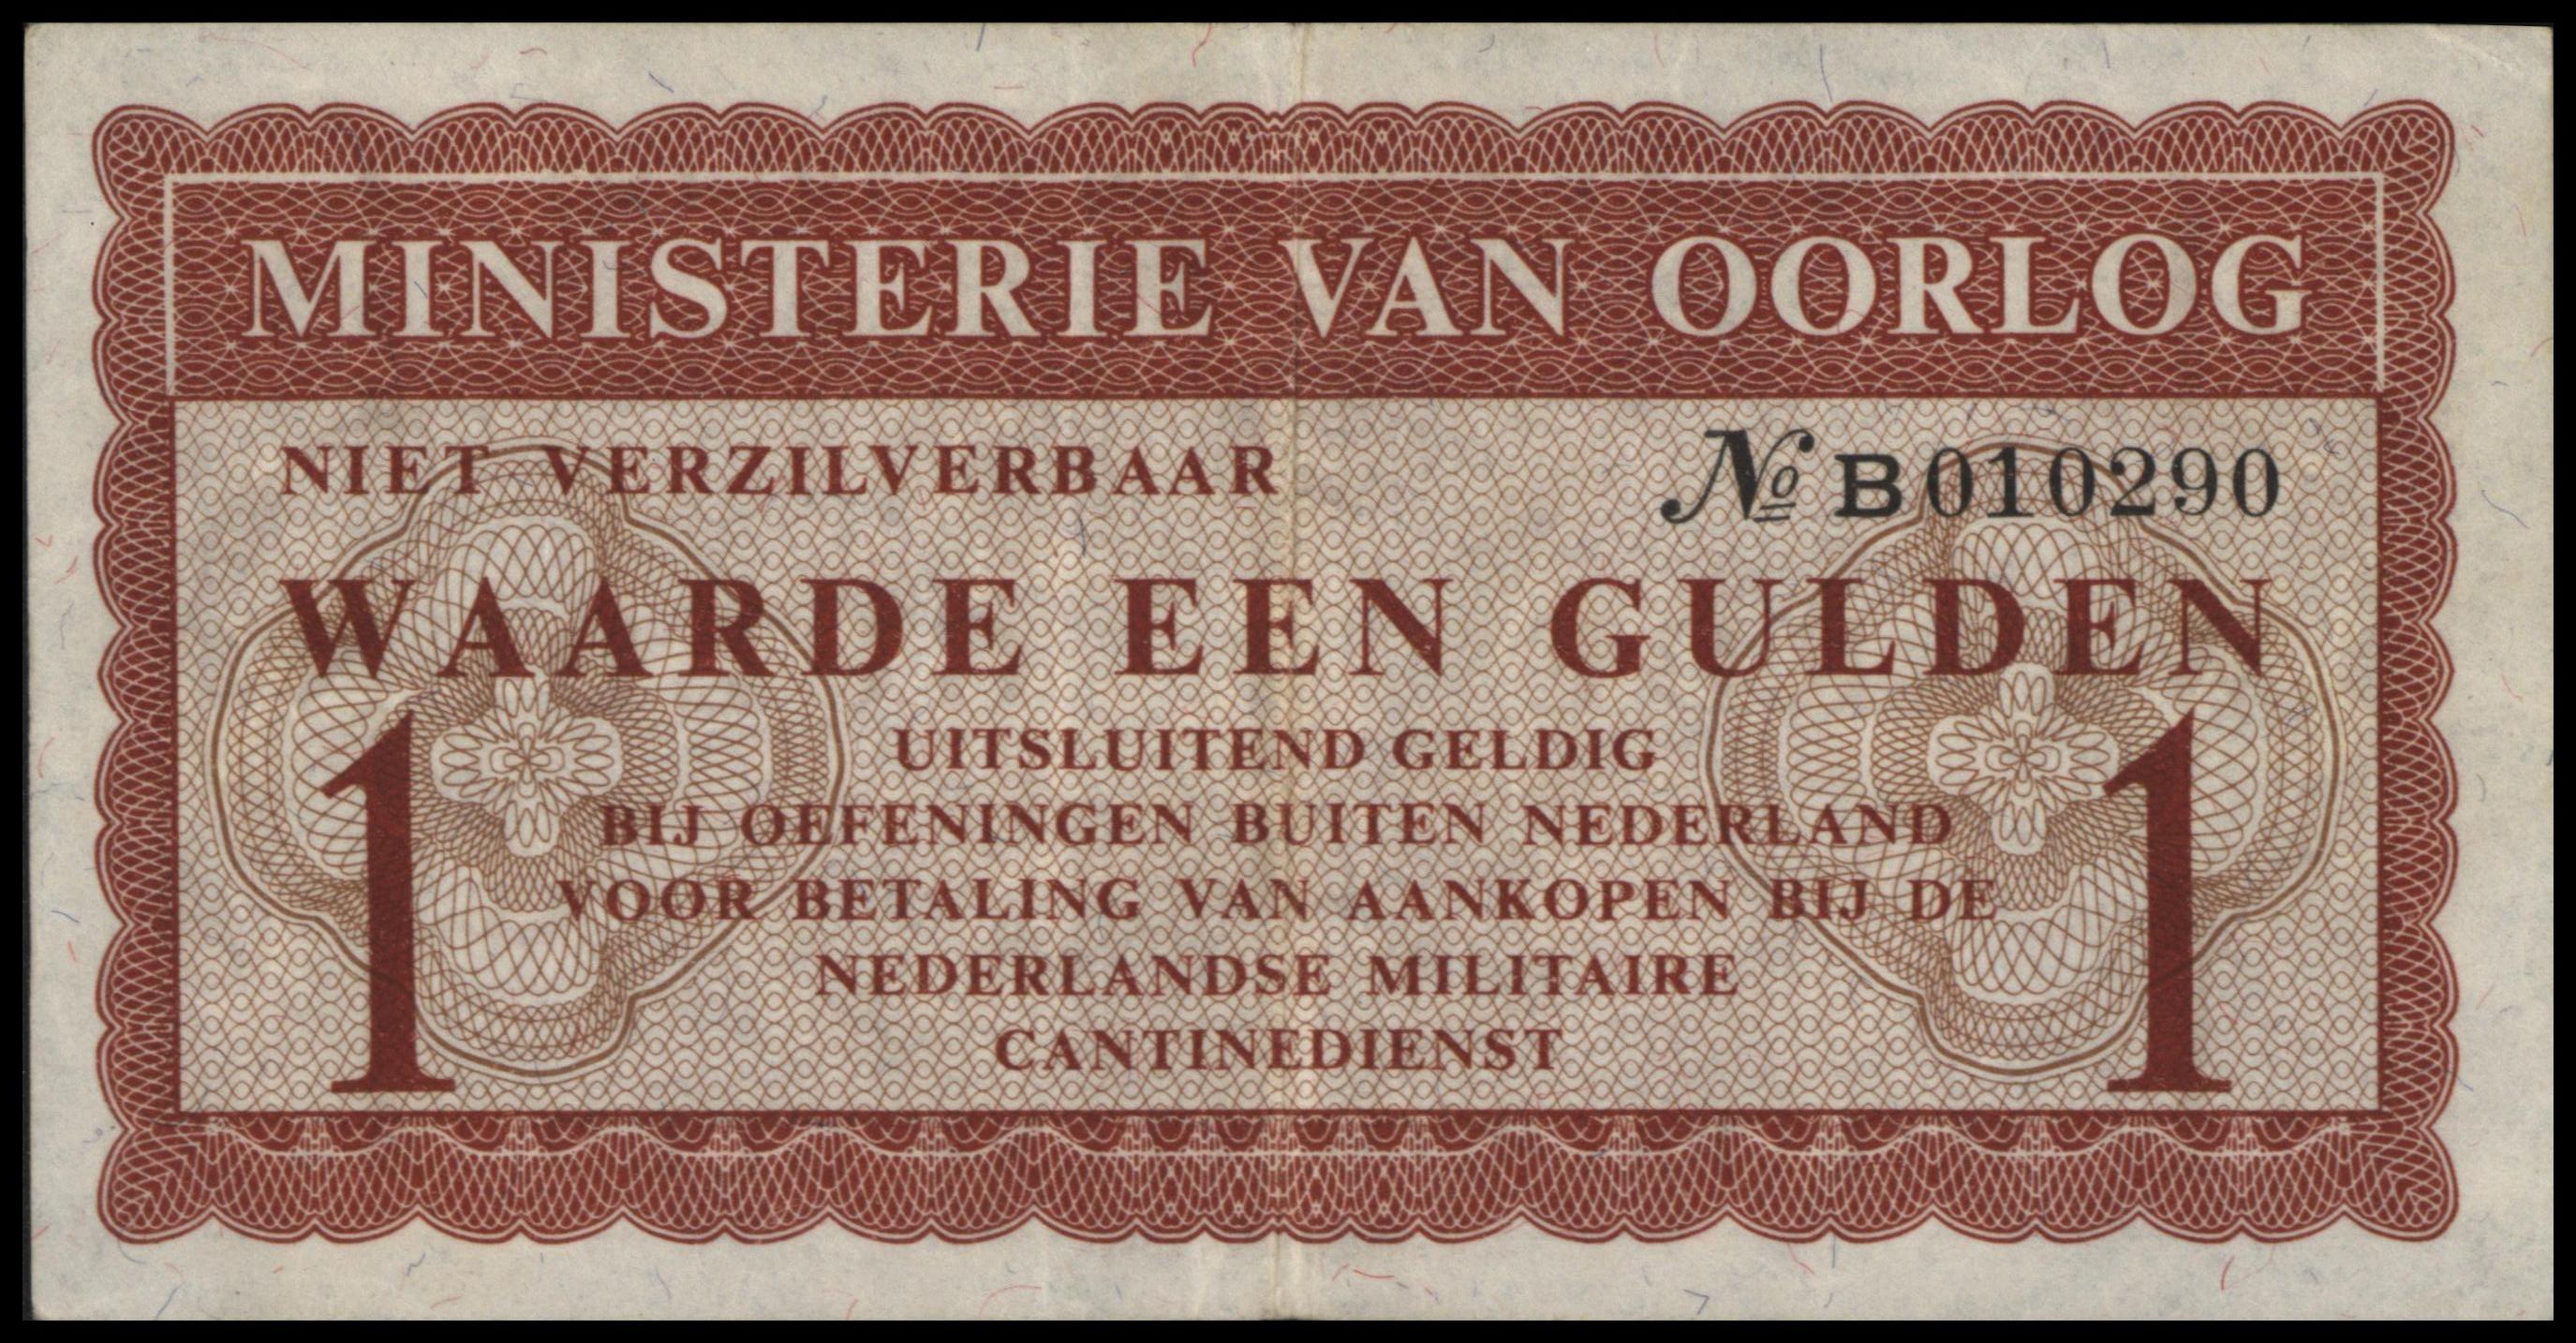 MINISTERIE VAN OORLOG
NIET VERZILVERBAAR
№ B010290
WAARDE EEN GULDEN
UITSLUITEND GELDIG
BIJ OEFENINGEN BUITEN NEDERLAND
VOOR BETALING VAN AANKOPEN BIJ DE
NEDERLANDSE MILITAIRE
CANTINEDIENST
1 1